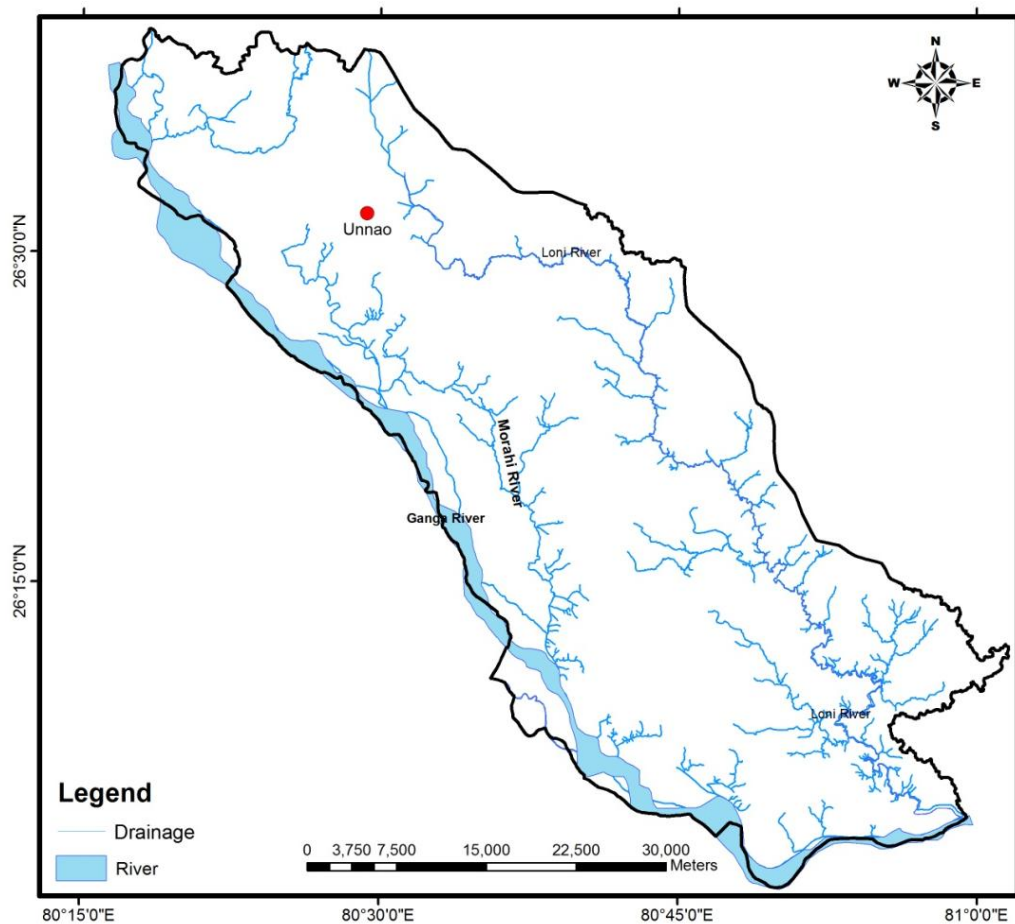 N
W E
S
26°30'0"N
26°15'0"N
Unnao
Loni River
Morahi River
Ganga River
Loni River
Legend
Drainage
River
0 3,750 7,500 15,000 22,500 30,000
Meters
80°15'0"E 80°30'0"E 80°45'0"E 81°0'0"E